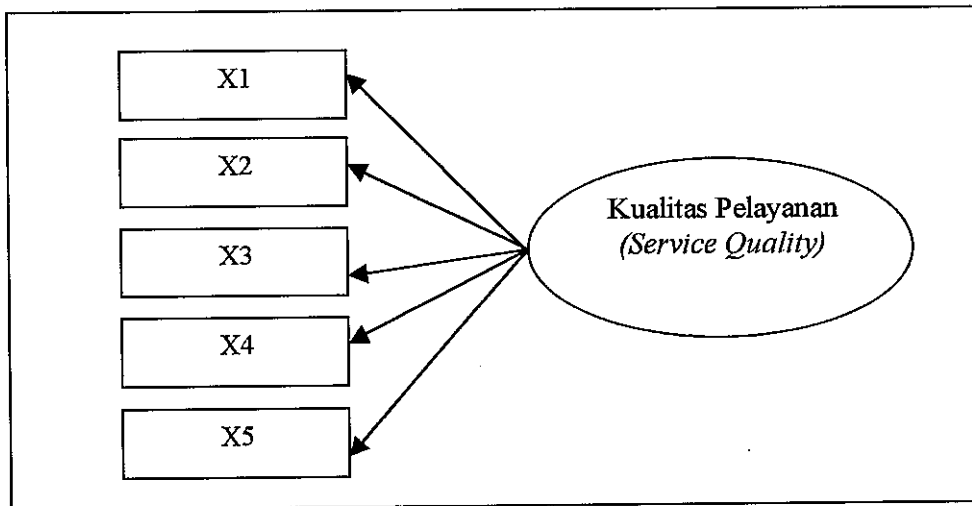 X1
X2
X3
X4
X5
Kualitas Pelayanan
(Service Quality)